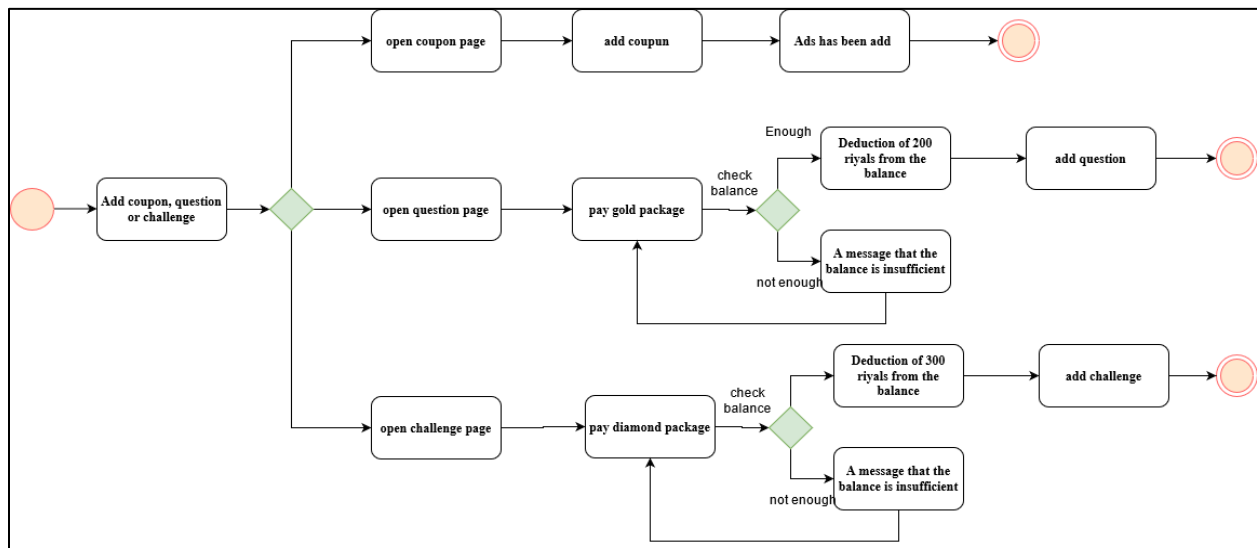 open coupon page
add coupun
Ads has been add
Enough
Deduction of 200
riyals from the
balance
add question
Add coupon, question
or challenge
open question page
pay gold package
check
balance
not enough
A message that the
balance is insufficient
Deduction of 300
riyals from the
balance
add challenge
open challenge page
pay diamond package
check
balance
not enough
A message that the
balance is insufficient